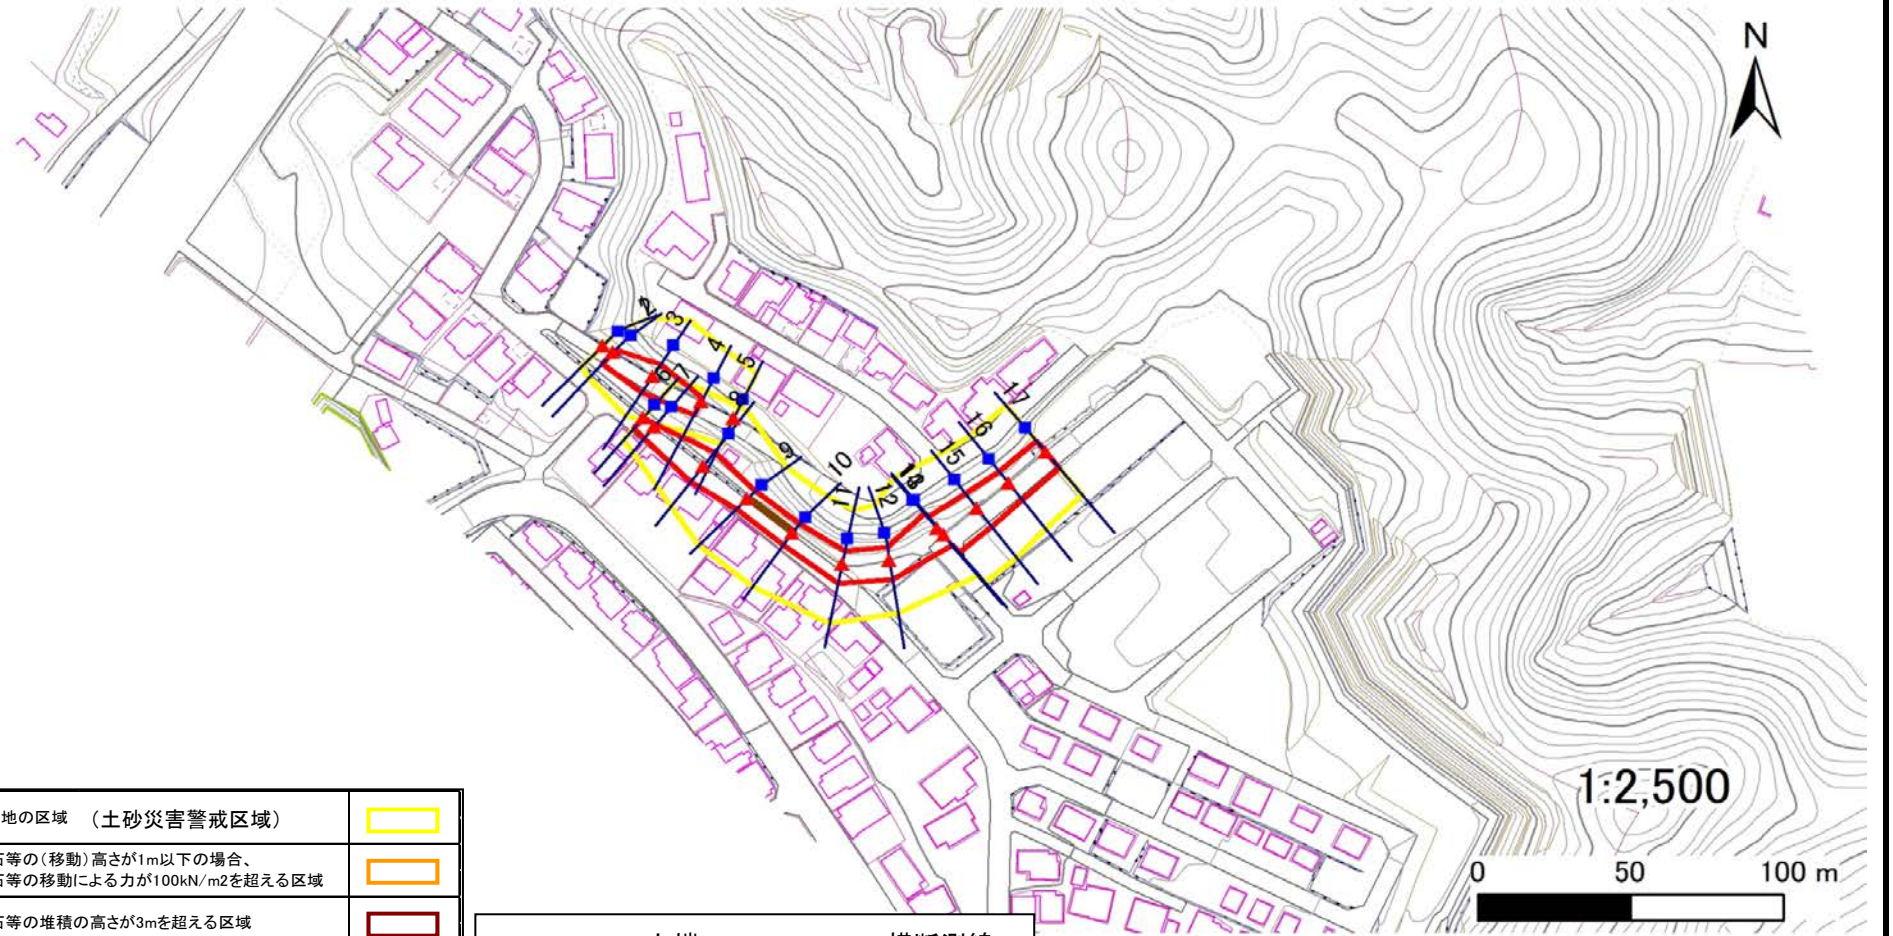 N
2
3
4
5
6
7
8
9
10
11
12
15
16
17
1:2,500
0 50 100 m
地の区域 (土砂災害警戒区域)
石等の(移動)高さが1m以下の場合、
石等の移動による力が100kN/m2を超える区域
石等の堆積の高さが3mを超える区域